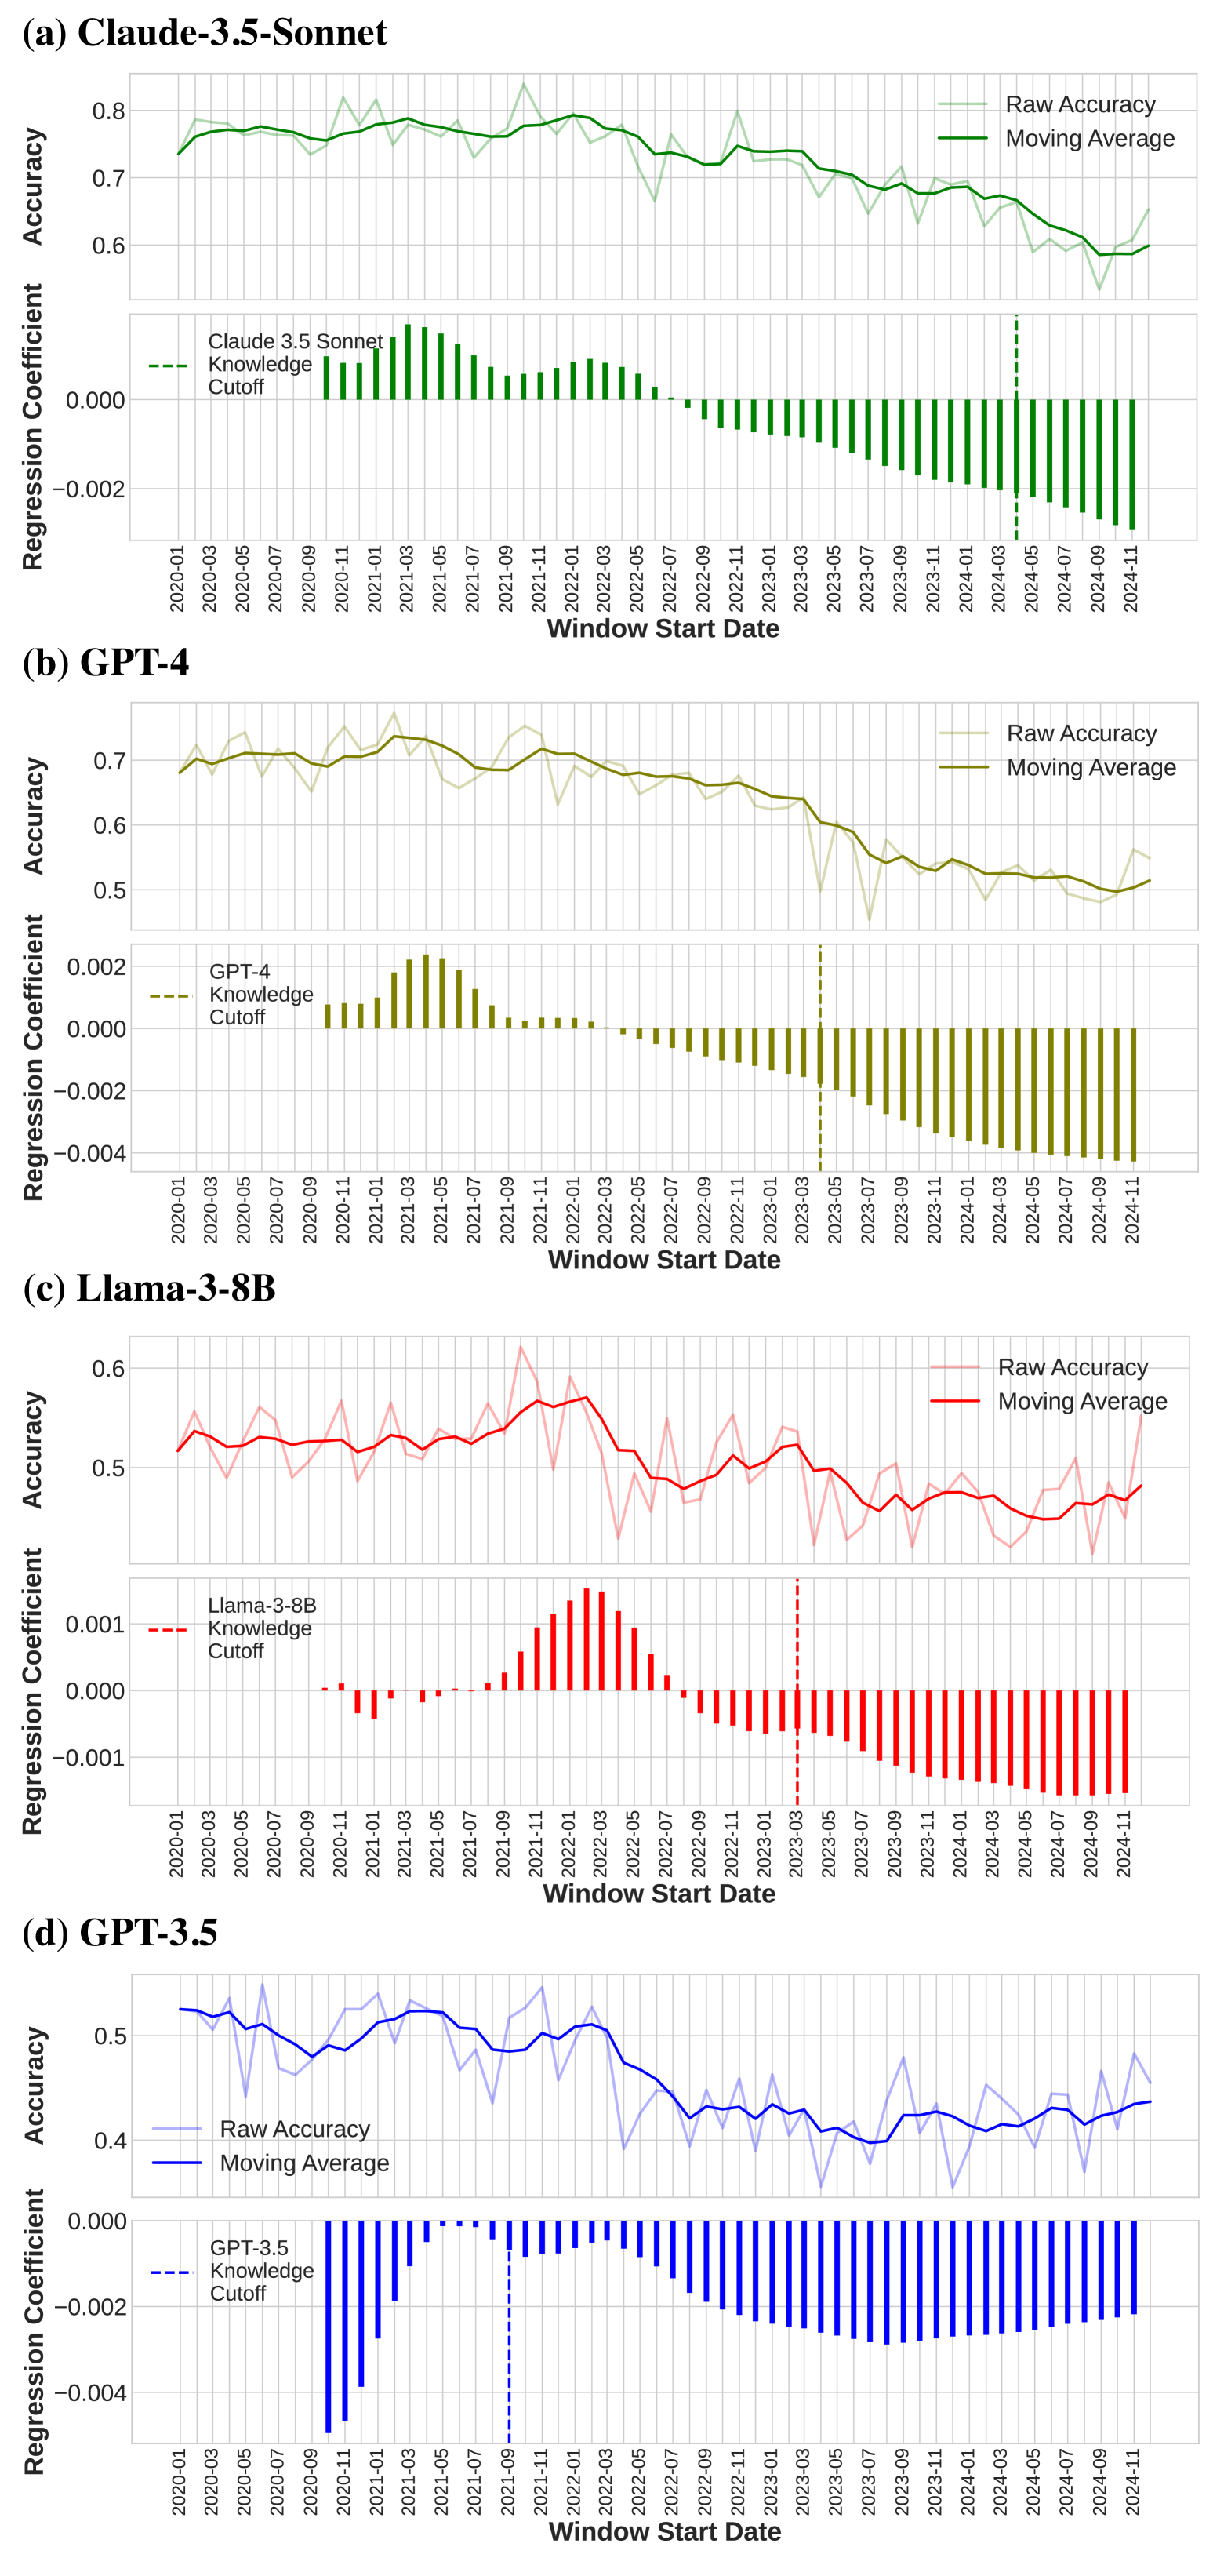 (a) Claude-3.5-Sonnet
Accuracy
0.8
0.7
0.6
Raw Accuracy
Moving Average
Regression Coefficient
0.000
−0.002
Claude 3.5 Sonnet
Knowledge
Cutoff
2020-01 2020-03 2020-05 2020-07 2020-09 2020-11 2021-01 2021-03 2021-05 2021-07 2021-09 2021-11 2022-01 2022-03 2022-05 2022-07 2022-09 2022-11 2023-01 2023-03 2023-05 2023-07 2023-09 2023-11 2024-01 2024-03 2024-05 2024-07 2024-09 2024-11
Window Start Date
(b) GPT-4
Accuracy
0.7
0.6
0.5
Raw Accuracy
Moving Average
Regression Coefficient
0.002
0.000
−0.002
−0.004
GPT-4
Knowledge
Cutoff
2020-01 2020-03 2020-05 2020-07 2020-09 2020-11 2021-01 2021-03 2021-05 2021-07 2021-09 2021-11 2022-01 2022-03 2022-05 2022-07 2022-09 2022-11 2023-01 2023-03 2023-05 2023-07 2023-09 2023-11 2024-01 2024-03 2024-05 2024-07 2024-09 2024-11
Window Start Date
(c) Llama-3-8B
Accuracy
0.6
0.5
Raw Accuracy
Moving Average
Regression Coefficient
0.001
0.000
−0.001
Llama-3-8B
Knowledge
Cutoff
2020-01 2020-03 2020-05 2020-07 2020-09 2020-11 2021-01 2021-03 2021-05 2021-07 2021-09 2021-11 2022-01 2022-03 2022-05 2022-07 2022-09 2022-11 2023-01 2023-03 2023-05 2023-07 2023-09 2023-11 2024-01 2024-03 2024-05 2024-07 2024-09 2024-11
Window Start Date
(d) GPT-3.5
Accuracy
0.5
0.4
Raw Accuracy
Moving Average
Regression Coefficient
0.000
−0.002
−0.004
GPT-3.5
Knowledge
Cutoff
2020-01 2020-03 2020-05 2020-07 2020-09 2020-11 2021-01 2021-03 2021-05 2021-07 2021-09 2021-11 2022-01 2022-03 2022-05 2022-07 2022-09 2022-11 2023-01 2023-03 2023-05 2023-07 2023-09 2023-11 2024-01 2024-03 2024-05 2024-07 2024-09 2024-11
Window Start Date